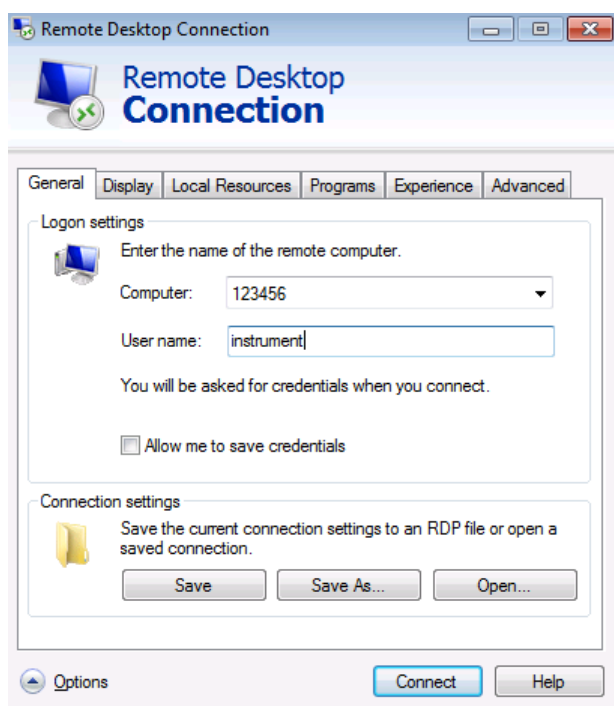 Remote Desktop Connection
Remote Desktop
Connection
General Display Local Resources Programs Experience Advanced
Logon settings
Enter the name of the remote computer.
Computer: 123456
User name: instrument
You will be asked for credentials when you connect.
Allow me to save credentials
Connection settings
Save the current connection settings to an RDP file or open a
saved connection.
Save Save As... Open...
Options Connect Help